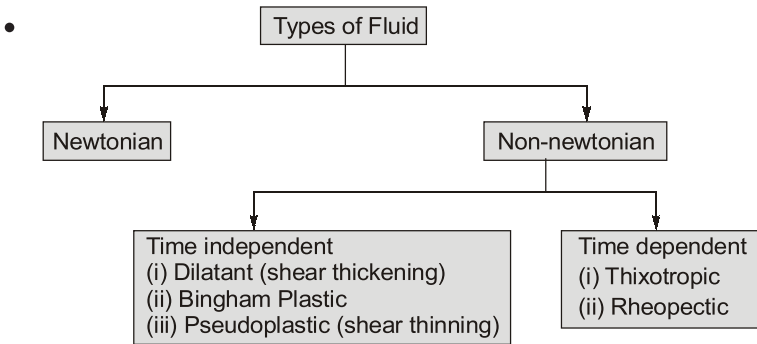 • Types of Fluid
Newtonian
Non-newtonian
Time independent
(i) Dilatant (shear thickening)
(ii) Bingham Plastic
(iii) Pseudoplastic (shear thinning)
Time dependent
(i) Thixotropic
(ii) Rheopectic